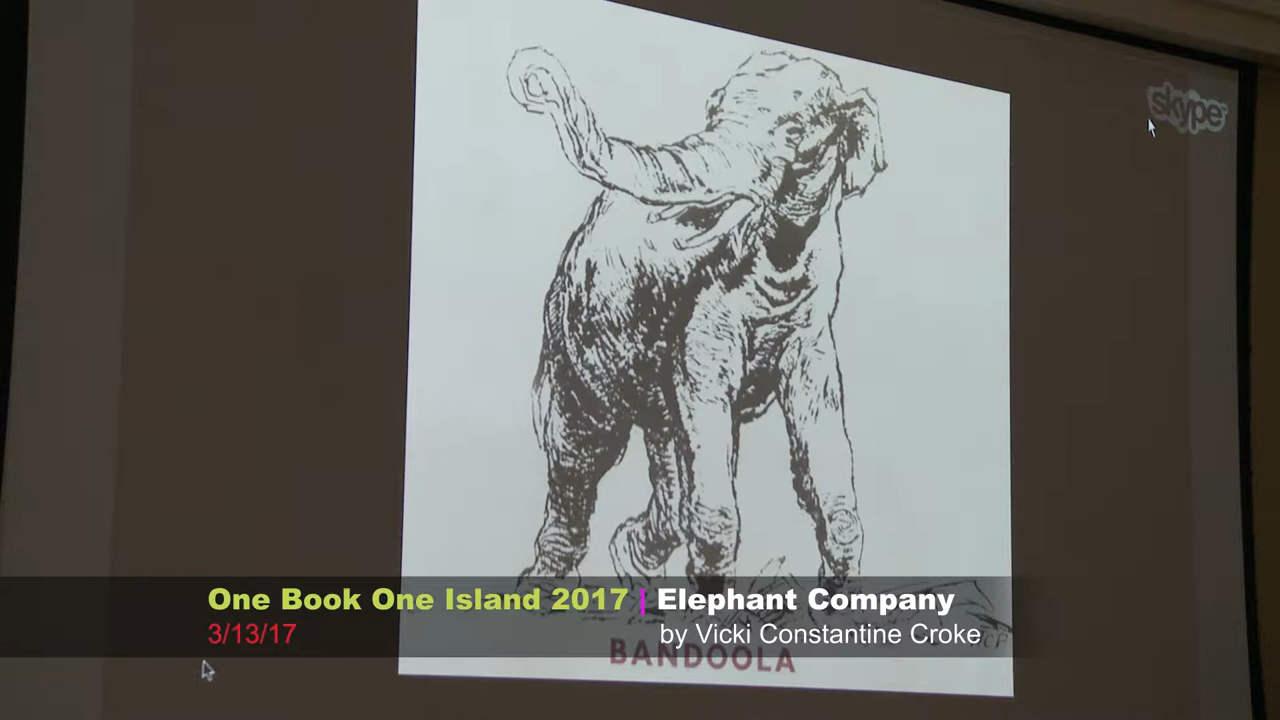 skype
One Book One Island 2017 | Elephant Company
3/13/17
by Vicki Constantine Croke
BANDOOLA